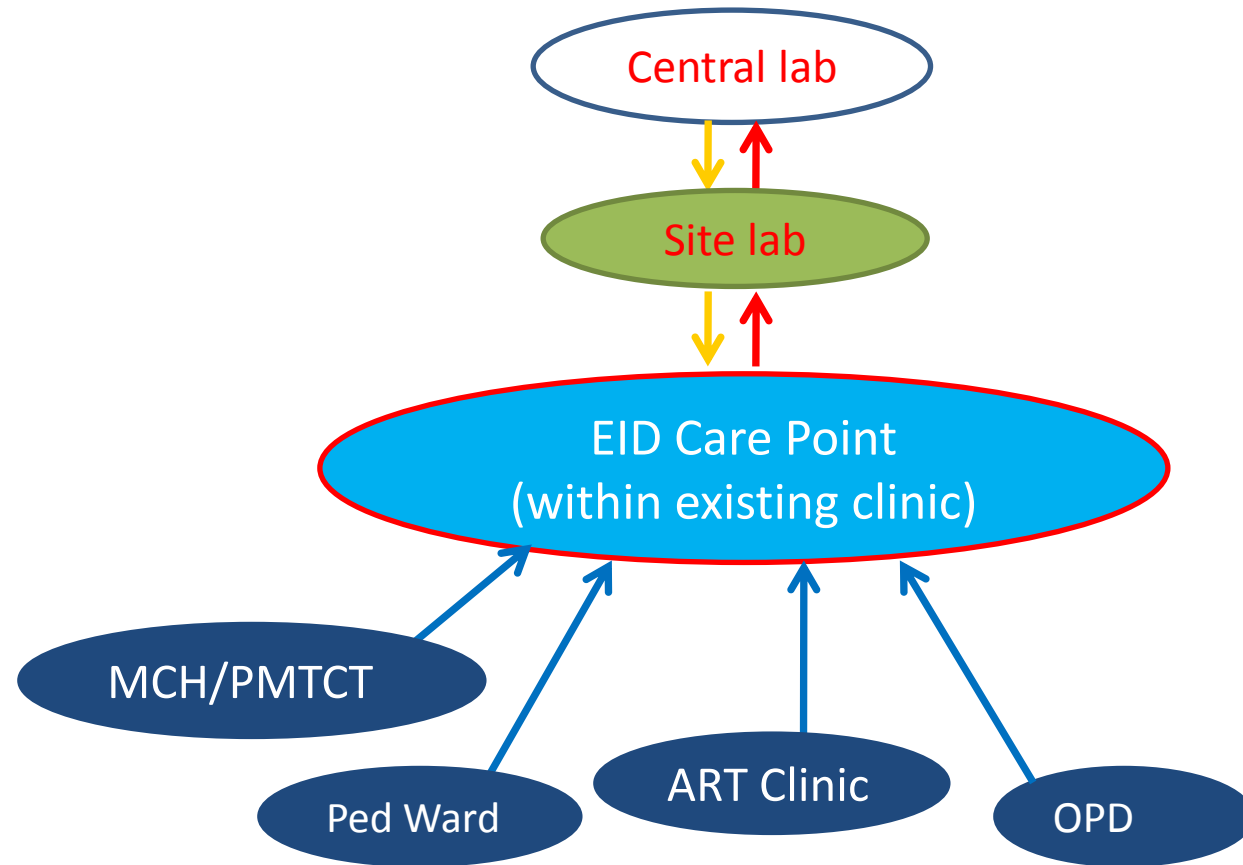 Central lab
Site lab
EID Care Point
(within existing clinic)
MCH/PMTCT
Ped Ward
ART Clinic
OPD